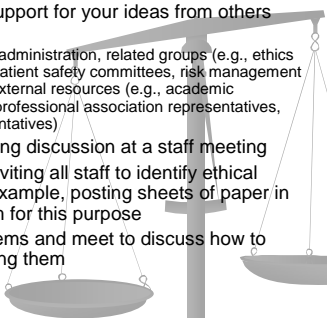 upport for your ideas from others
administration, related groups (e.g., ethics
atient safety committees, risk management
xternal resources (e.g., academic
rofessional association representatives,
ntatives)
ng discussion at a staff meeting
viting all staff to identify ethical
xample, posting sheets of paper in
for this purpose
ems and meet to discuss how to
ng them